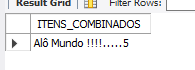 Result Grid Filter Rows:
ITENS_COMBINADOS
Alô Mundo !!!!.....5